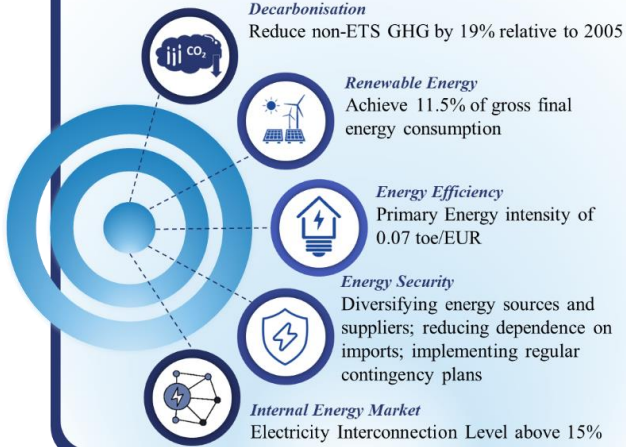 Decarbonisation
Reduce non-ETS GHG by 19% relative to 2005
CO₂
Renewable Energy
Achieve 11.5% of gross final
energy consumption
Energy Efficiency
Primary Energy intensity of
0.07 toe/EUR
Energy Security
Diversifying energy sources and
suppliers; reducing dependence on
imports; implementing regular
contingency plans
Internal Energy Market
Electricity Interconnection Level above 15%